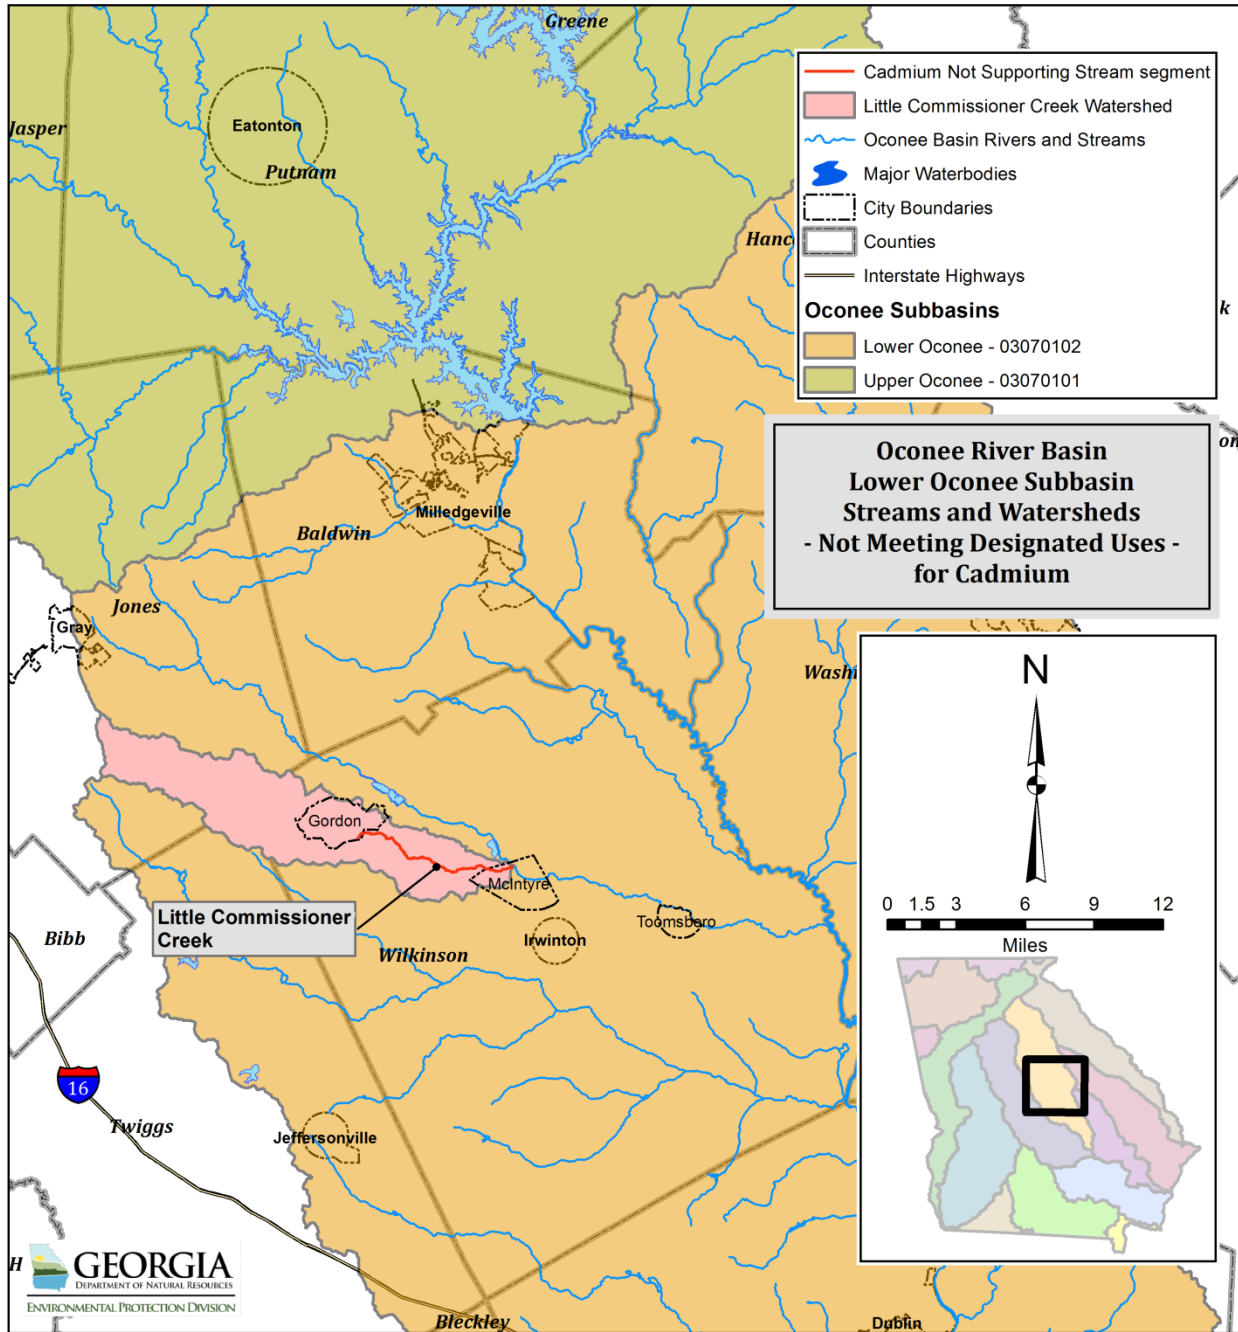 Greene
Cadmium Not Supporting Stream segment
Little Commissioner Creek Watershed
Oconee Basin Rivers and Streams
Major Waterbodies
City Boundaries
Counties
Interstate Highways
Oconee Subbasins
Lower Oconee - 03070102
Upper Oconee - 03070101
Jasper
Eatonton
Putnam
Hanc
k
on
Oconee River Basin
Lower Oconee Subbasin
Streams and Watersheds
- Not Meeting Designated Uses -
for Cadmium
Milledgeville
Baldwin
Jones
Gray
Washi
N
0 1.5 3 6 9 12
Miles
Gordon
McIntyre
Little Commissioner
Creek
Toomsboro
Irwinton
Bibb
Wilkinson
16
Twiggs
Jeffersonville
H
GEORGIA
DEPARTMENT OF NATURAL RESOURCES
ENVIRONMENTAL PROTECTION DIVISION
Bleckley
Dublin